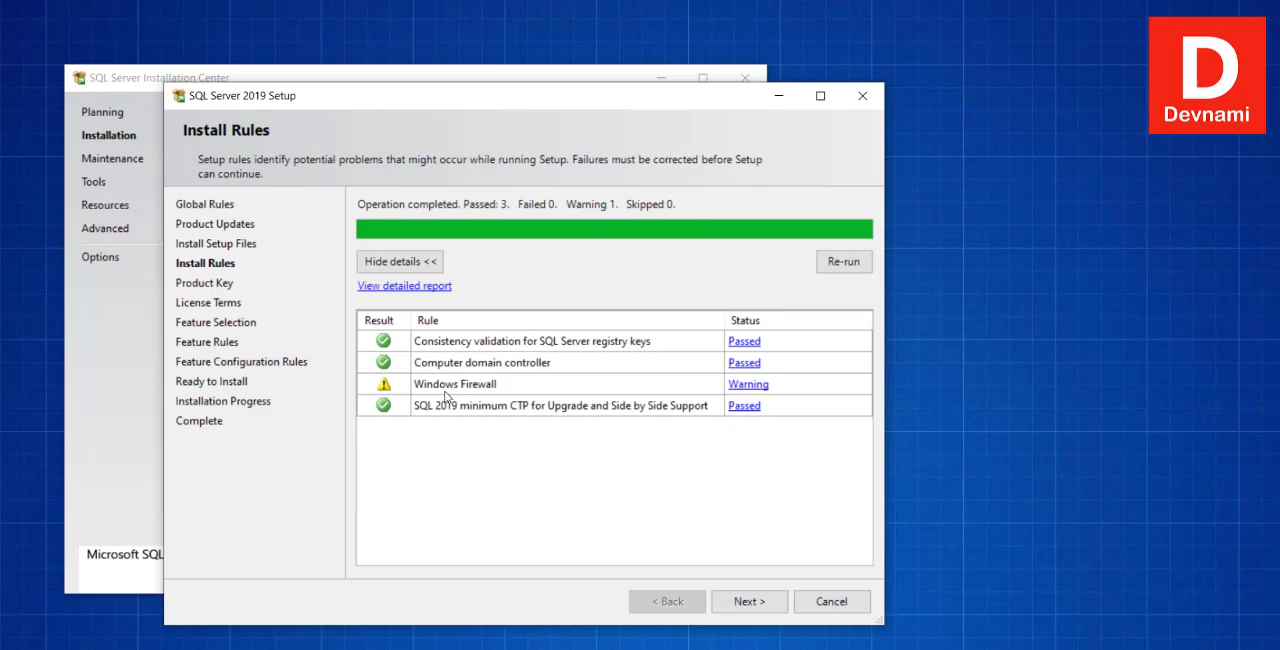 D
Devnami
SQL Server Installation Center
Planning
Installation
Maintenance
Tools
Resources
Advanced
Options
Microsoft SQL
SQL Server 2019 Setup
Install Rules
Setup rules identify potential problems that might occur while running Setup. Failures must be corrected before Setup
can continue.
Global Rules
Product Updates
Install Setup Files
Install Rules
Product Key
License Terms
Feature Selection
Feature Rules
Feature Configuration Rules
Ready to Install
Installation Progress
Complete
Operation completed. Passed: 3. Failed 0. Warning 1. Skipped 0.
Hide details <<
Re-run
View detailed report
Result Rule Status
Consistency validation for SQL Server registry keys Passed
Computer domain controller Passed
Windows Firewall Warning
SQL 2019 minimum CTP for Upgrade and Side by Side Support Passed
< Back Next > Cancel